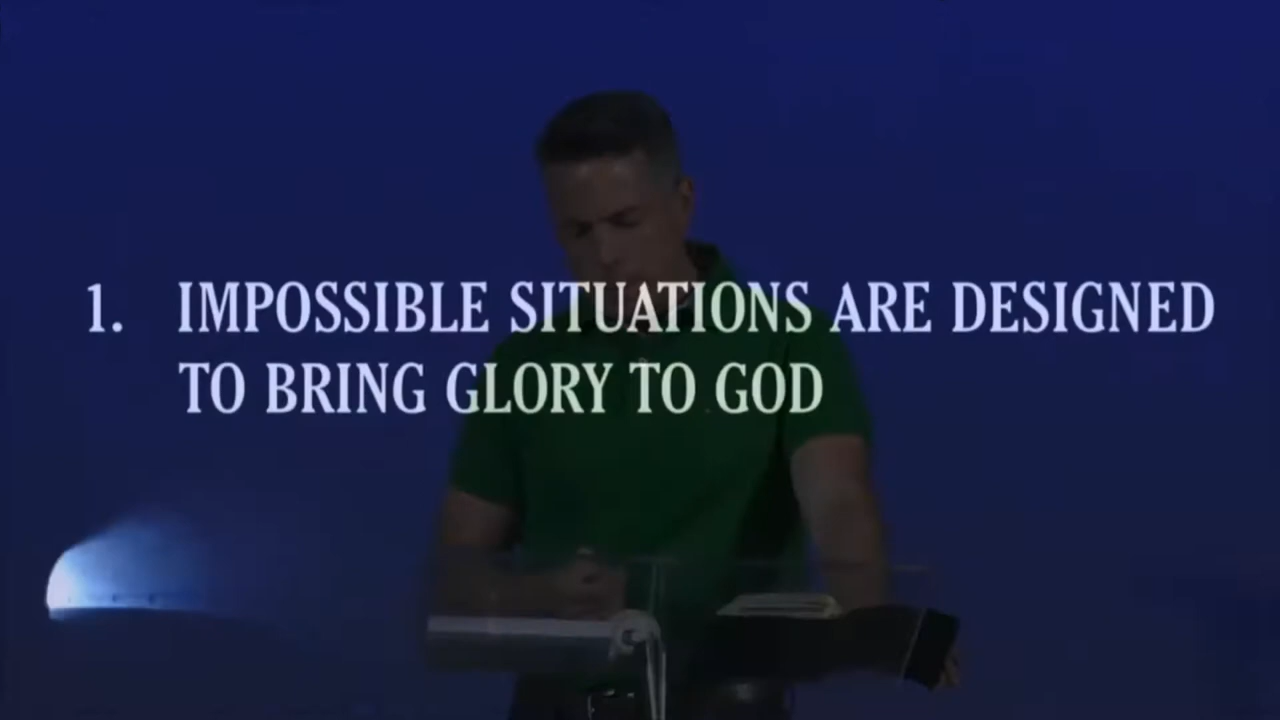 1. IMPOSSIBLE SITUATIONS ARE DESIGNED
TO BRING GLORY TO GOD